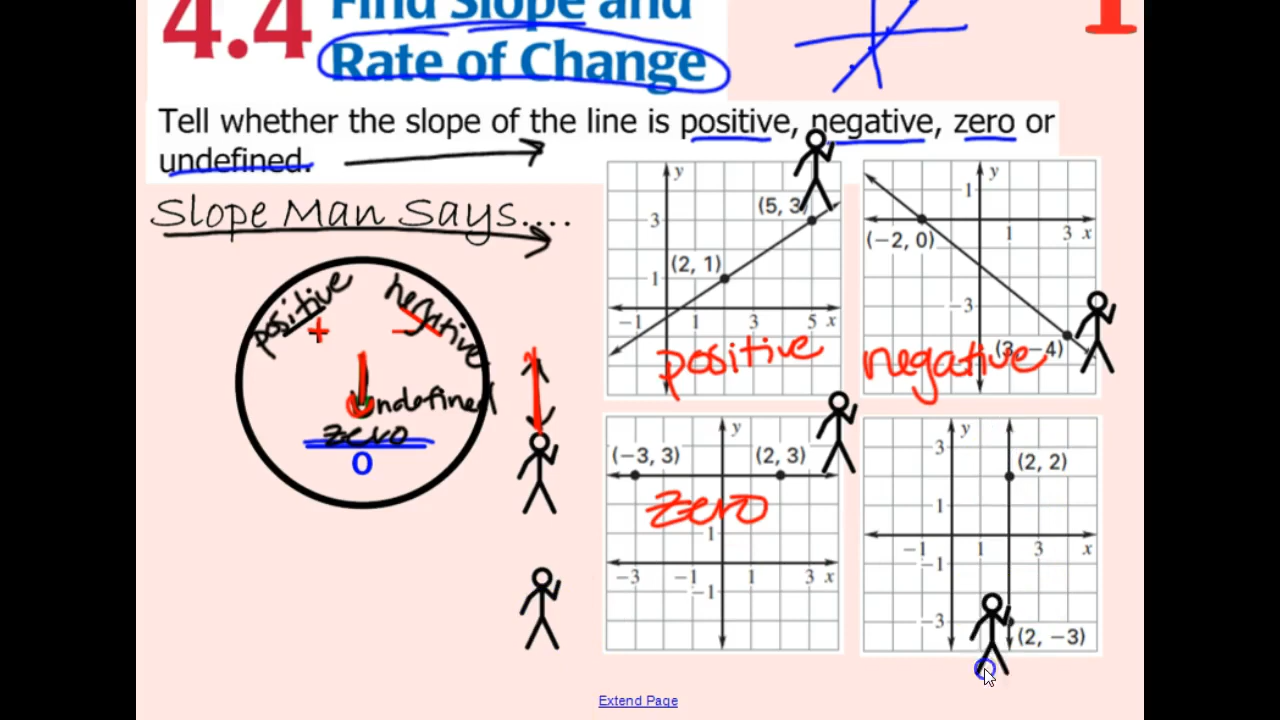 4.4 Find Slope and
Rate of Change
1
Tell whether the slope of the line is positive, negative, zero or
undefined.
Slope Man Says....
positive
+
negative
−
undefined
zero
0
y
3
1
−1
1
3
5
x
(5, 3
(2, 1)
positive
y
1
1
3
x
−3
(−2, 0)
(3, −4)
negative
y
(−3, 3)
(2, 3)
zero
1
−3
−1
1
3
x
−1
y
3
(2, 2)
1
−1
1
3
x
−1
−3
(2, −3)
Extend Page